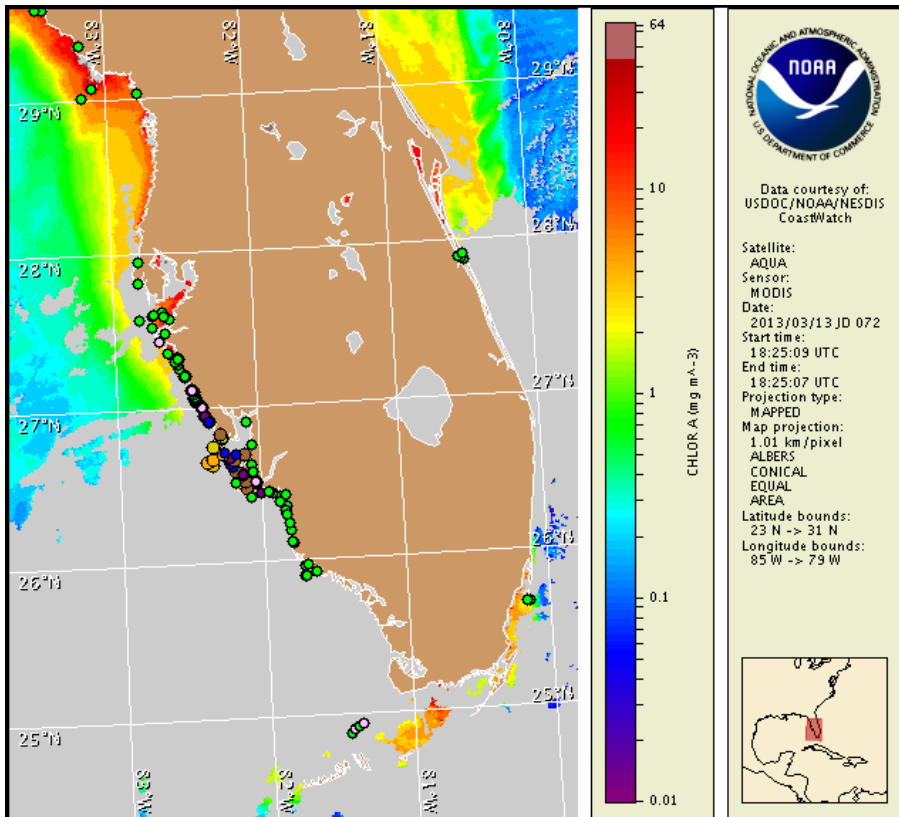 83°W
82°W
81°W
80°W
29°N
29°N
28°N
28°N
27°N
27°N
26°N
26°N
25°N
25°N
83°W
82°W
81°W
64
10
1
0.1
0.01
CHLOR A (mg m^-3)
NATIONAL OCEANIC AND ATMOSPHERIC ADMINISTRATION
NOAA
U.S. DEPARTMENT OF COMMERCE
Data courtesy of:
USDOC/NOAA/NESDIS
CoastWatch
Satellite:
AQUA
Sensor:
MODIS
Date:
2013/03/13 JD 072
Start time:
18:25:09 UTC
End time:
18:25:07 UTC
Projection type:
MAPPED
Map projection:
1.01 km/pixel
ALBERS
CONICAL
EQUAL
AREA
Latitude bounds:
23 N -> 31 N
Longitude bounds:
85 W -> 79 W